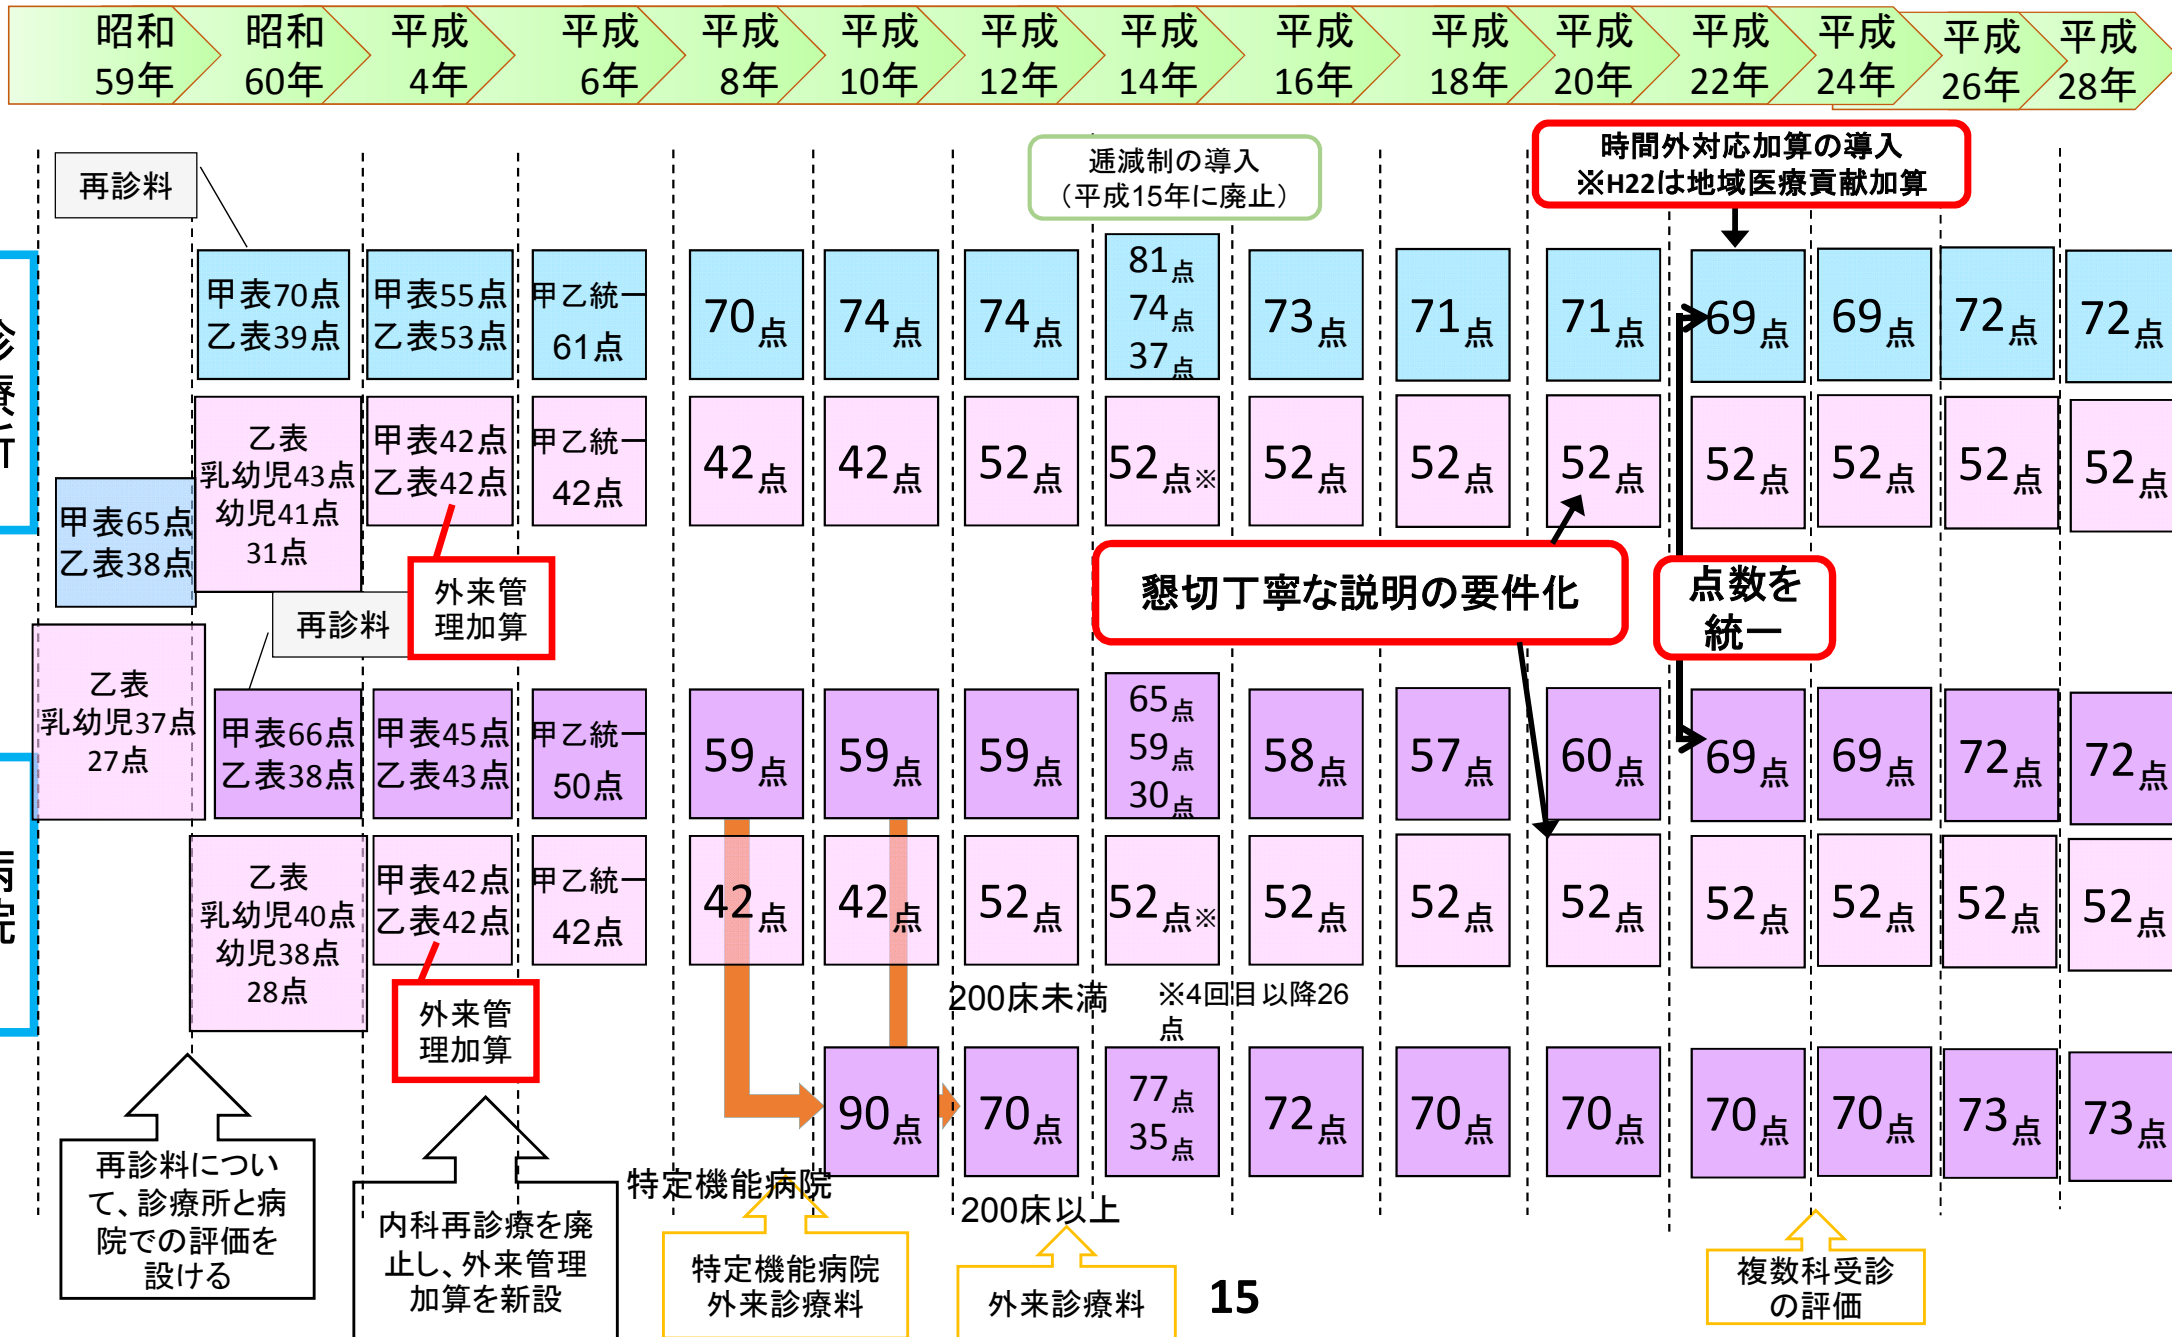 昭和
59年
昭和
60年
平成
4年
平成
6年
平成
8年
平成
10年
平成
12年
平成
14年
平成
16年
平成
18年
平成
20年
平成
22年
平成
24年
平成
26年
平成
28年
再診料
逓減制の導入
（平成15年に廃止）
時間外対応加算の導入
※H22は地域医療貢献加算
診
療
所
甲表70点
乙表39点
甲表55点
乙表53点
甲乙統一
61点
70点
74点
74点
81点
74点
37点
73点
71点
71点
69点
69点
72点
72点
乙表
乳幼児43点
幼児41点
31点
甲表42点
乙表42点
甲乙統一
42点
42点
42点
52点
52点※
52点
52点
52点
52点
52点
52点
52点
甲表65点
乙表38点
外来管
理加算
懇切丁寧な説明の要件化
点数を
統一
再診料
乙表
乳幼児37点
27点
病
院
甲表66点
乙表38点
甲表45点
乙表43点
甲乙統一
50点
59点
59点
59点
65点
59点
30点
58点
57点
60点
69点
69点
72点
72点
乙表
乳幼児40点
幼児38点
28点
甲表42点
乙表42点
甲乙統一
42点
42点
42点
52点
52点※
52点
52点
52点
52点
52点
52点
52点
外来管
理加算
200床未満
※4回目以降26
点
90点
70点
77点
35点
72点
70点
70点
70点
70点
73点
73点
特定機能病院
200床以上
再診料につい
て、診療所と病
院での評価を
設ける
内科再診療を廃
止し、外来管理
加算を新設
特定機能病院
外来診療料
外来診療料
15
複数科受診
の評価